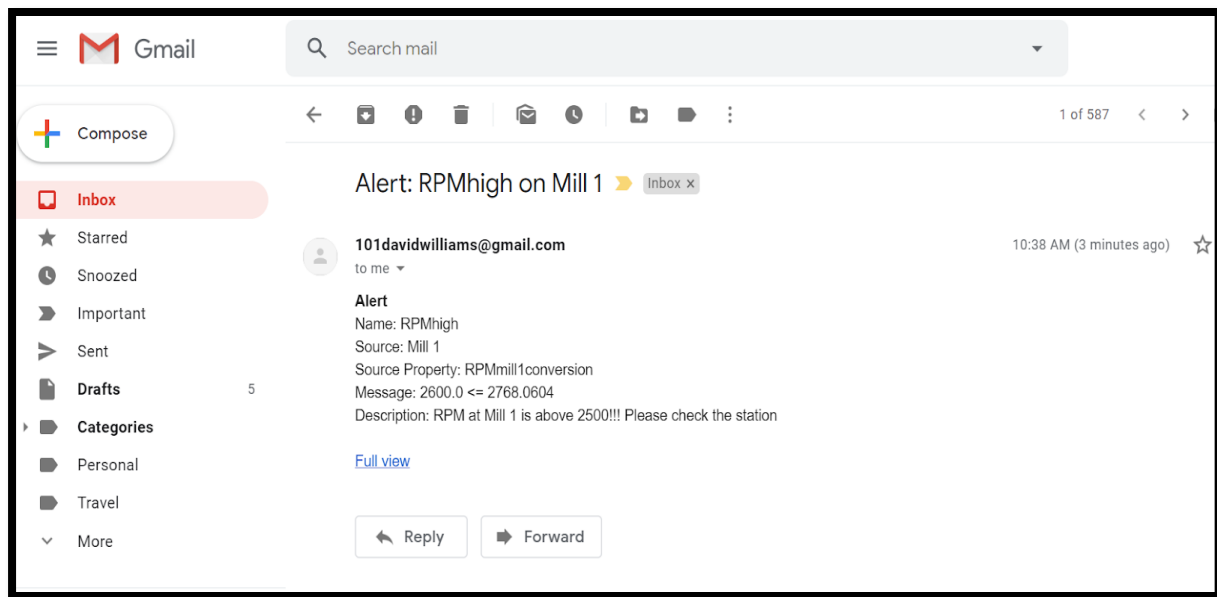 Gmail
Search mail
Compose
1 of 587
Inbox
Starred
Snoozed
Important
Sent
Drafts 5
Categories
Personal
Travel
More
Alert: RPMhigh on Mill 1 Inbox x
101davidwilliams@gmail.com 10:38 AM (3 minutes ago)
to me
Alert
Name: RPMhigh
Source: Mill 1
Source Property: RPMmill1conversion
Message: 2600.0 <= 2768.0604
Description: RPM at Mill 1 is above 2500!!! Please check the station
Full view
Reply Forward